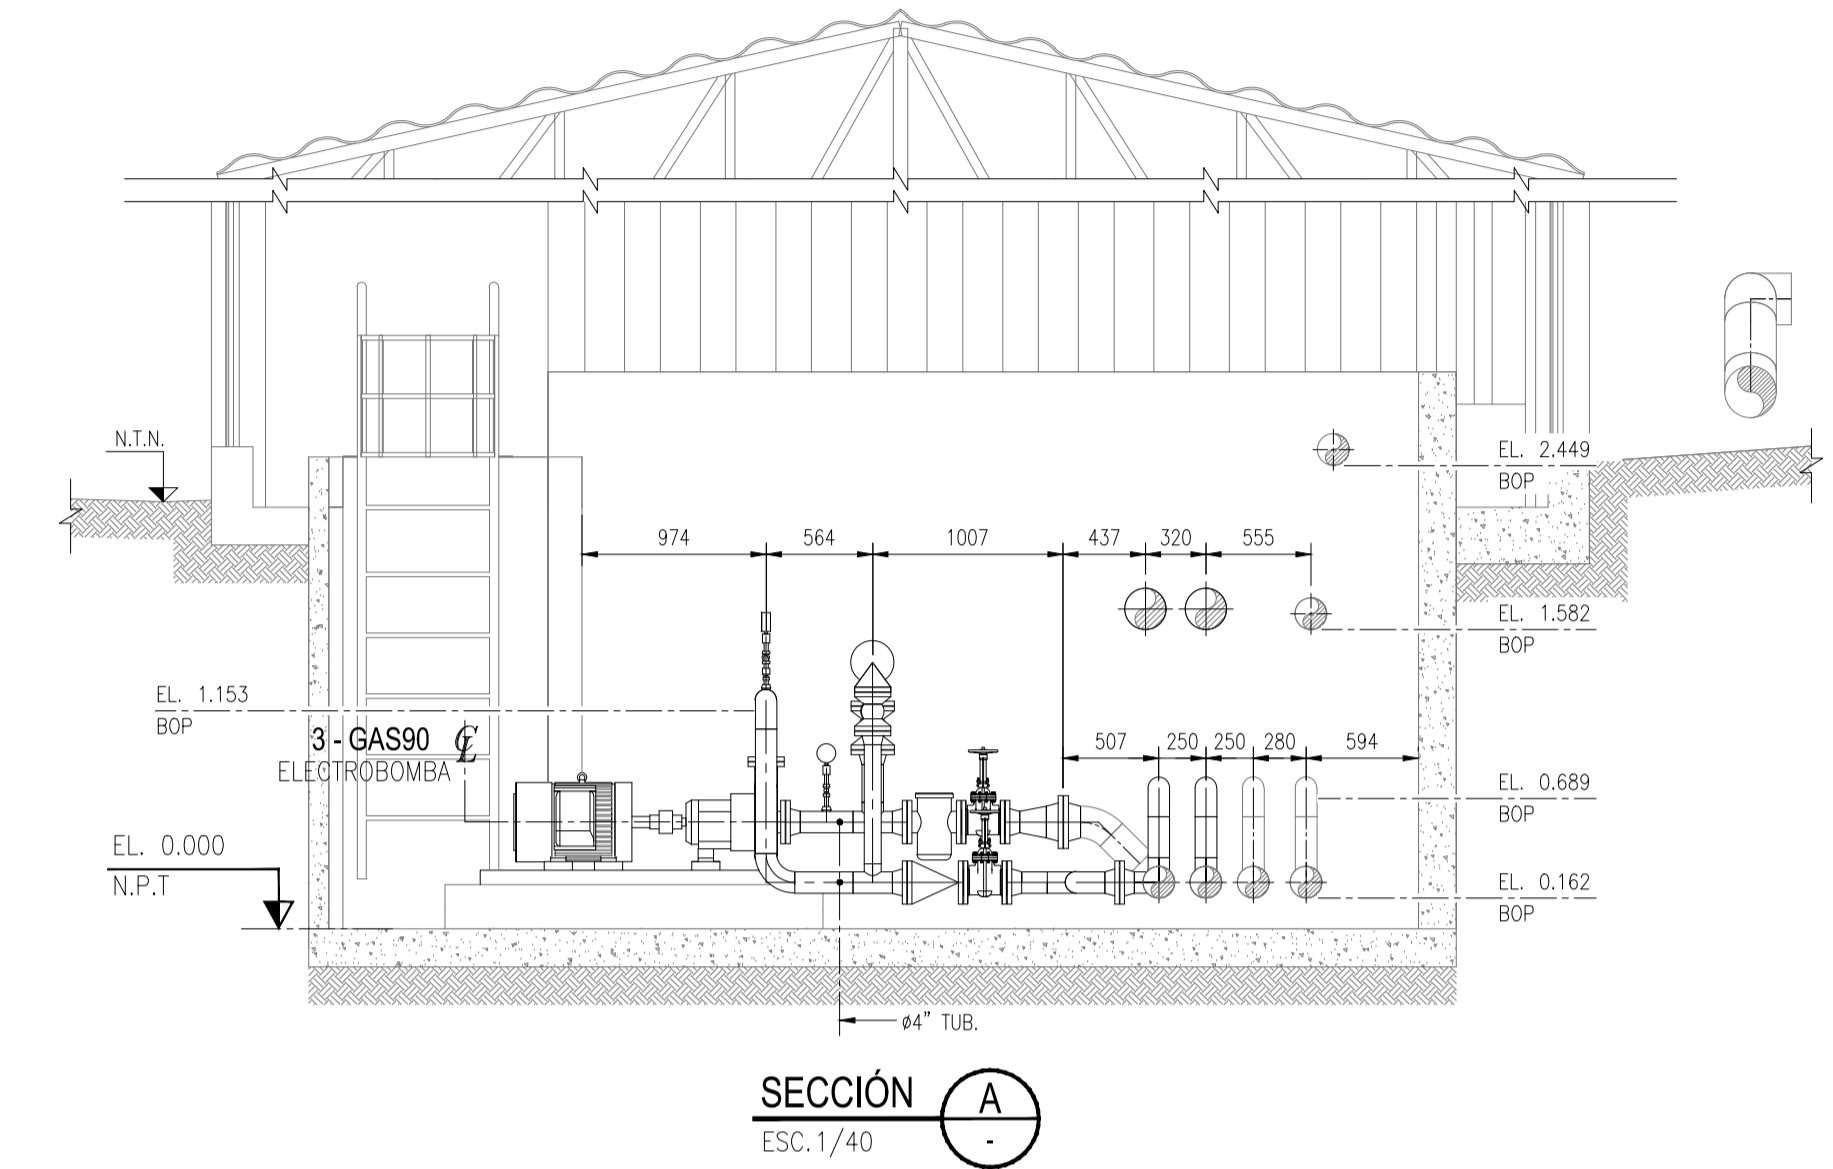 N.T.N.
EL. 2.449
BOP
974 564 1007 437 320 555
EL. 1.582
BOP
EL. 1.153
BOP
3 - GAS90 ℄
ELECTROBOMBA
507 250 250 280 594
EL. 0.689
BOP
EL. 0.000
N.P.T
EL. 0.162
BOP
ø4" TUB.
SECCIÓN A
ESC.1/40 -